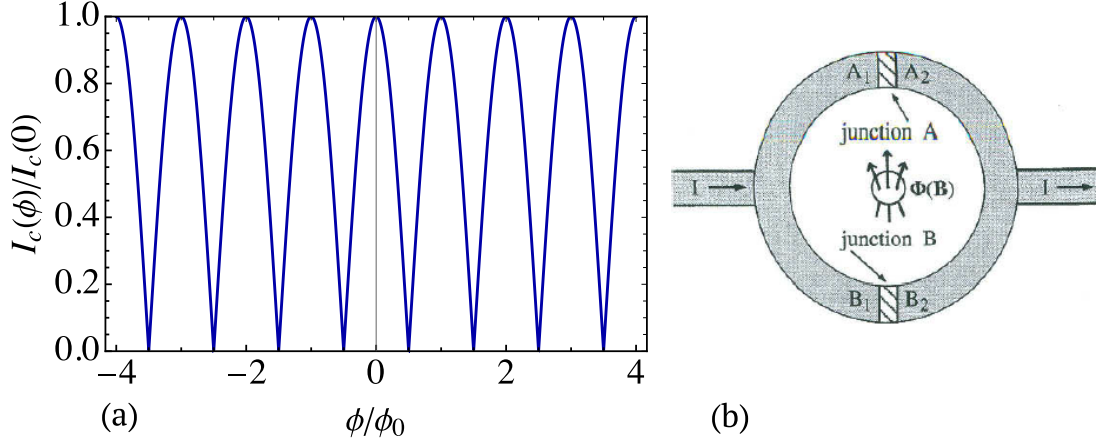 1.0
0.8
0.6
0.4
0.2
0.0
I_c(ϕ)/I_c(0)
−4 −2 0 2 4
ϕ/ϕ_0
(a)
A_1 A_2
junction A
I I
Φ(B)
junction B
B_1 B_2
(b)